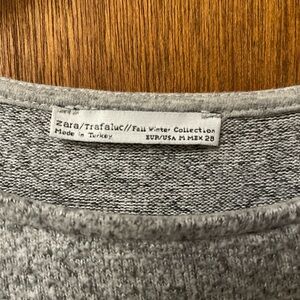 Zara/Trafaluc//Fall Winter Collection
Made in Turkey EUR/USA M MEX 28